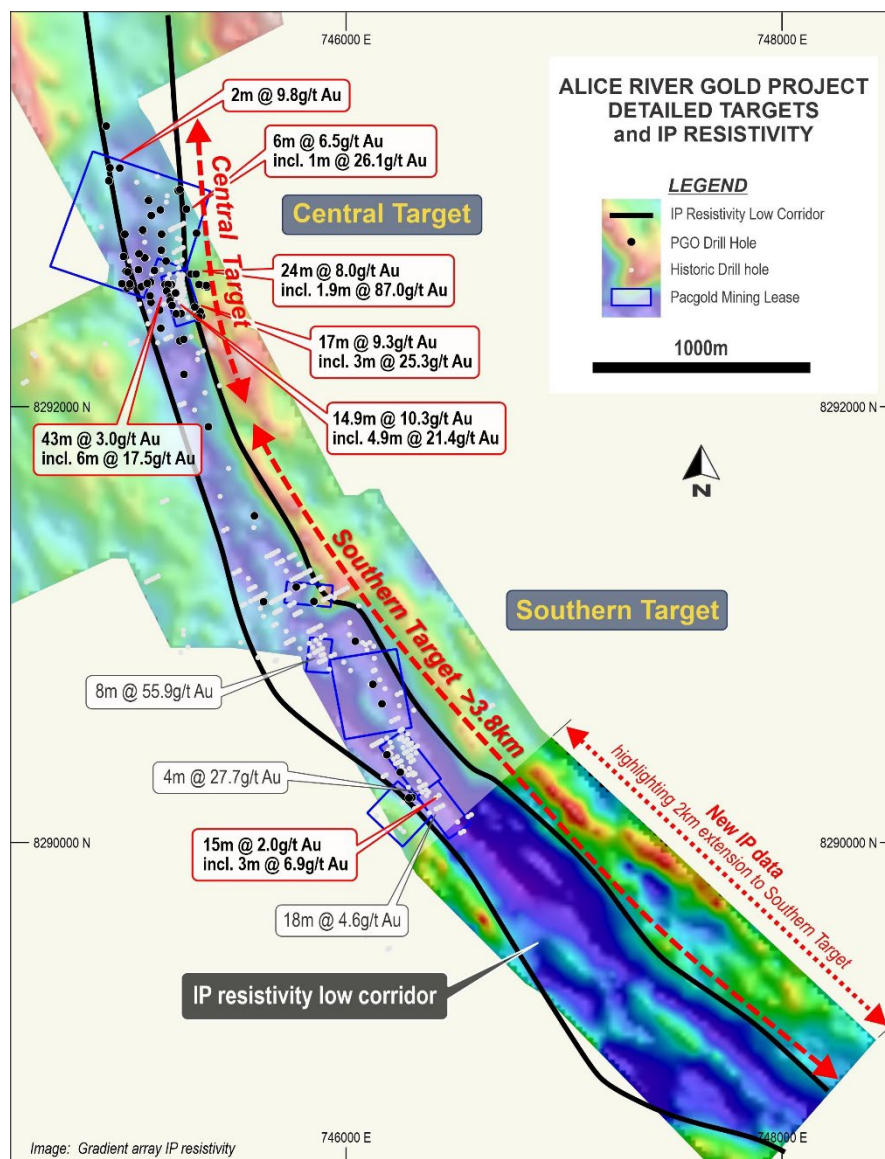 746000 E
748000 E
ALICE RIVER GOLD PROJECT
DETAILED TARGETS
and IP RESISTIVITY
LEGEND
IP Resistivity Low Corridor
PGO Drill Hole
Historic Drill hole
Pacgold Mining Lease
1000m
N
2m @ 9.8g/t Au
6m @ 6.5g/t Au
incl. 1m @ 26.1g/t Au
Central Target
Central Target
24m @ 8.0g/t Au
incl. 1.9m @ 87.0g/t Au
17m @ 9.3g/t Au
incl. 3m @ 25.3g/t Au
14.9m @ 10.3g/t Au
incl. 4.9m @ 21.4g/t Au
8292000 N
8292000 N
43m @ 3.0g/t Au
incl. 6m @ 17.5g/t Au
Southern Target >3.8km
Southern Target
8m @ 55.9g/t Au
4m @ 27.7g/t Au
New IP data
highlighting 2km extension to Southern Target
8290000 N
8290000 N
15m @ 2.0g/t Au
incl. 3m @ 6.9g/t Au
18m @ 4.6g/t Au
IP resistivity low corridor
Image: Gradient array IP resistivity
746000 E
748000 E